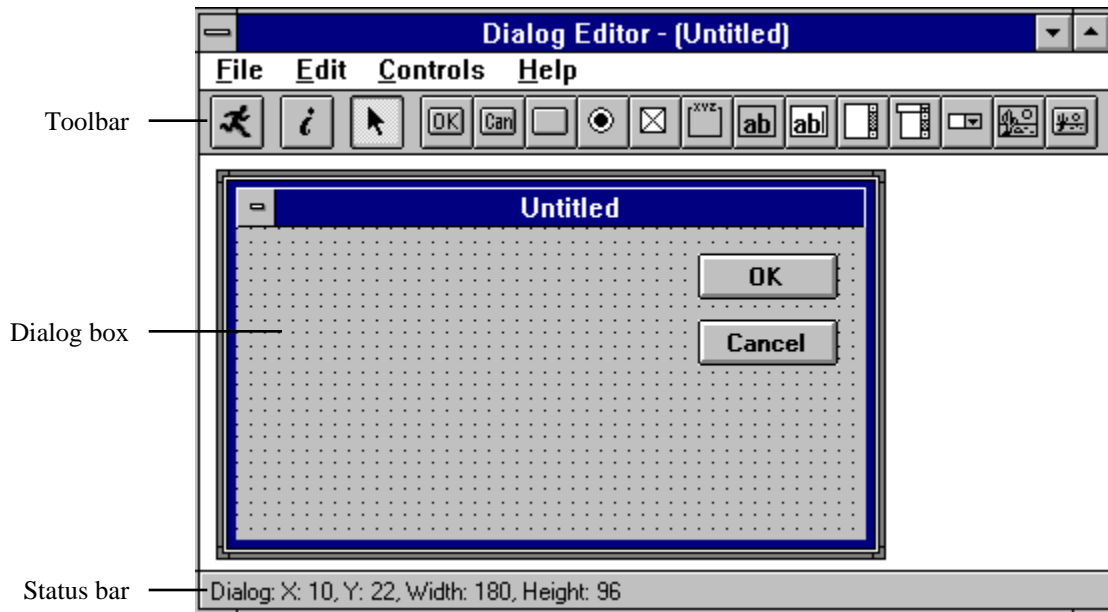 Dialog Editor - (Untitled)
File Edit Controls Help
Toolbar
i OK Can XYZ ab ab
Untitled
OK
Dialog box
Cancel
Status bar
Dialog: X: 10, Y: 22, Width: 180, Height: 96